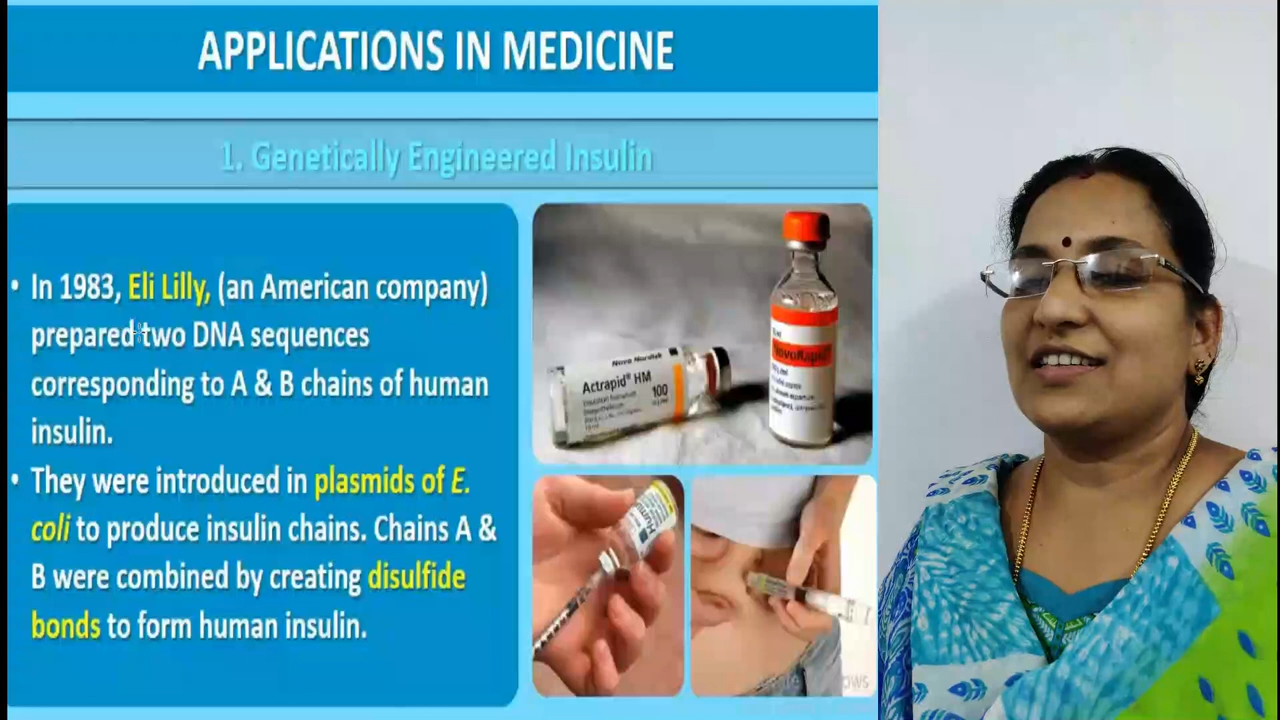 APPLICATIONS IN MEDICINE
1. Genetically Engineered Insulin
• In 1983, Eli Lilly, (an American company)
prepared two DNA sequences
corresponding to A & B chains of human
insulin.
• They were introduced in plasmids of E.
coli to produce insulin chains. Chains A &
B were combined by creating disulfide
bonds to form human insulin.
Novo Nordisk
Actrapid® HM
100
NovoRapid